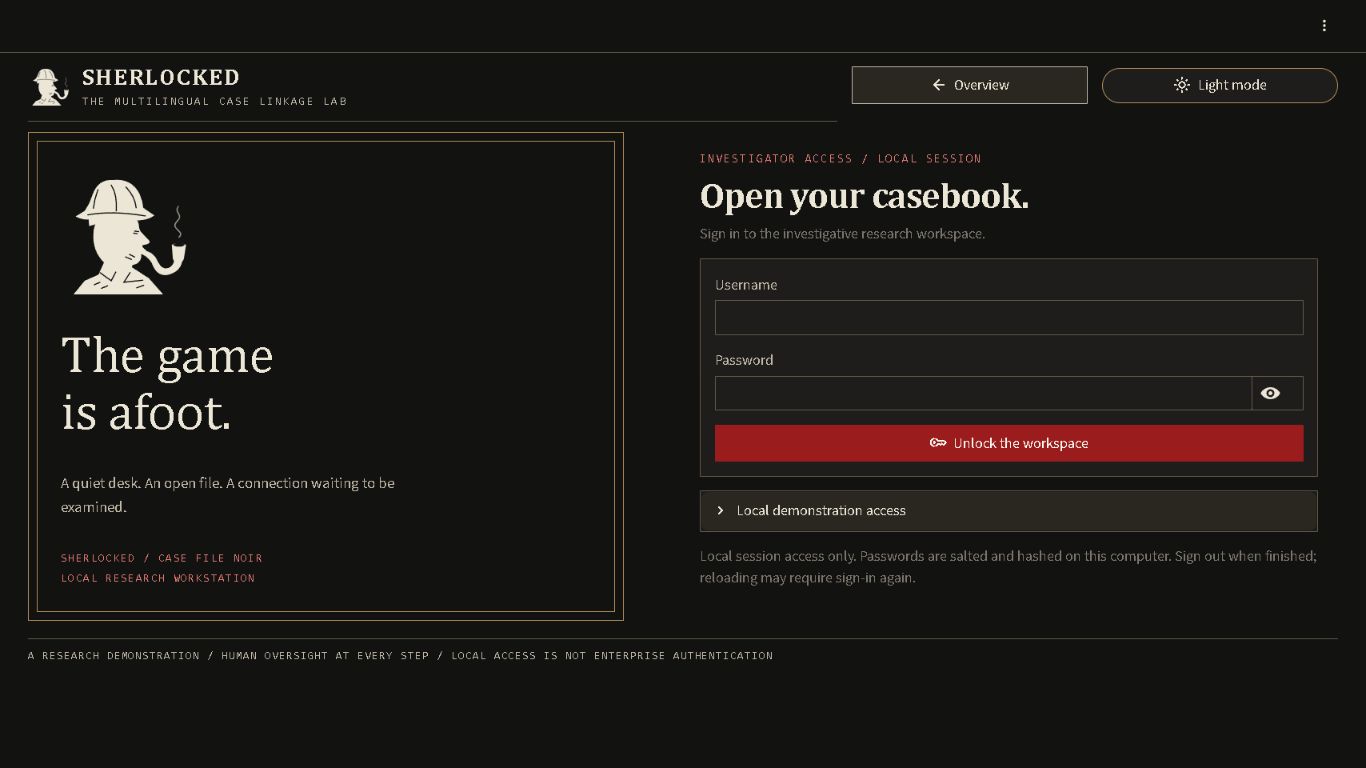 SHERLOCKED
THE MULTILINGUAL CASE LINKAGE LAB
Overview
Light mode
The game
is afoot.
A quiet desk. An open file. A connection waiting to be
examined.
SHERLOCKED / CASE FILE NOIR
LOCAL RESEARCH WORKSTATION
INVESTIGATOR ACCESS / LOCAL SESSION
Open your casebook.
Sign in to the investigative research workspace.
Username
Password
Unlock the workspace
Local demonstration access
Local session access only. Passwords are salted and hashed on this computer. Sign out when finished;
reloading may require sign-in again.
A RESEARCH DEMONSTRATION / HUMAN OVERSIGHT AT EVERY STEP / LOCAL ACCESS IS NOT ENTERPRISE AUTHENTICATION